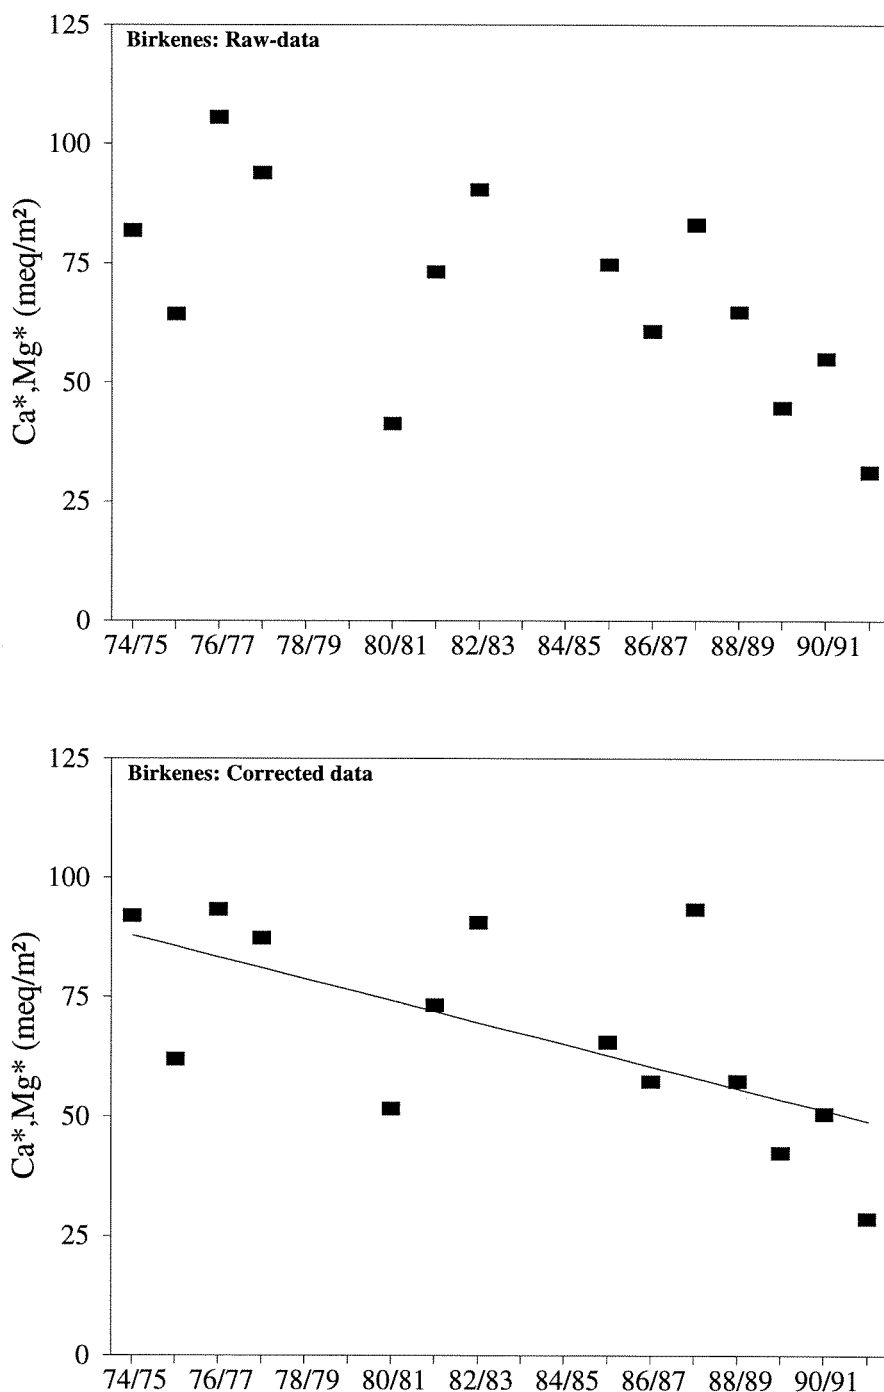 Birkenes: Raw-data
Ca*,Mg* (meq/m²)
125
100
75
50
25
0
74/75 76/77 78/79 80/81 82/83 84/85 86/87 88/89 90/91
Birkenes: Corrected data
Ca*,Mg* (meq/m²)
125
100
75
50
25
0
74/75 76/77 78/79 80/81 82/83 84/85 86/87 88/89 90/91